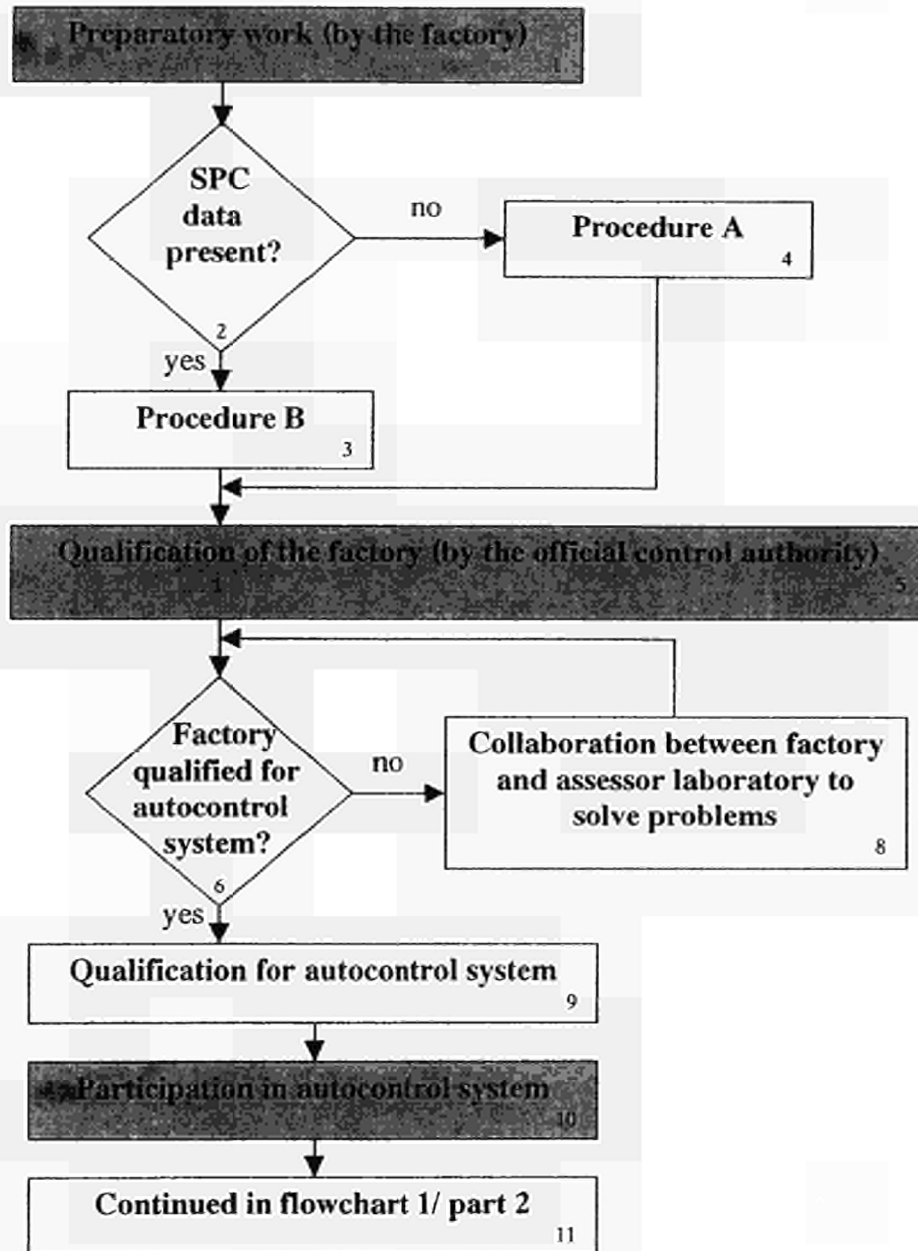 Preparatory work (by the factory)
1
SPC
data
present?
2
no
Procedure A
4
yes
Procedure B
3
Qualification of the factory (by the official control authority)
5
Factory
qualified for
autocontrol
system?
6
no
Collaboration between factory
and assessor laboratory to
solve problems
8
yes
Qualification for autocontrol system
9
Participation in autocontrol system
10
Continued in flowchart 1/ part 2
11